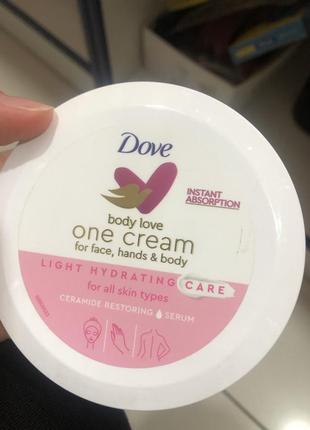 Dove
INSTANT
ABSORPTION
body love
one cream
for face, hands & body
LIGHT HYDRATING CARE
for all skin types
CERAMIDE RESTORING SERUM